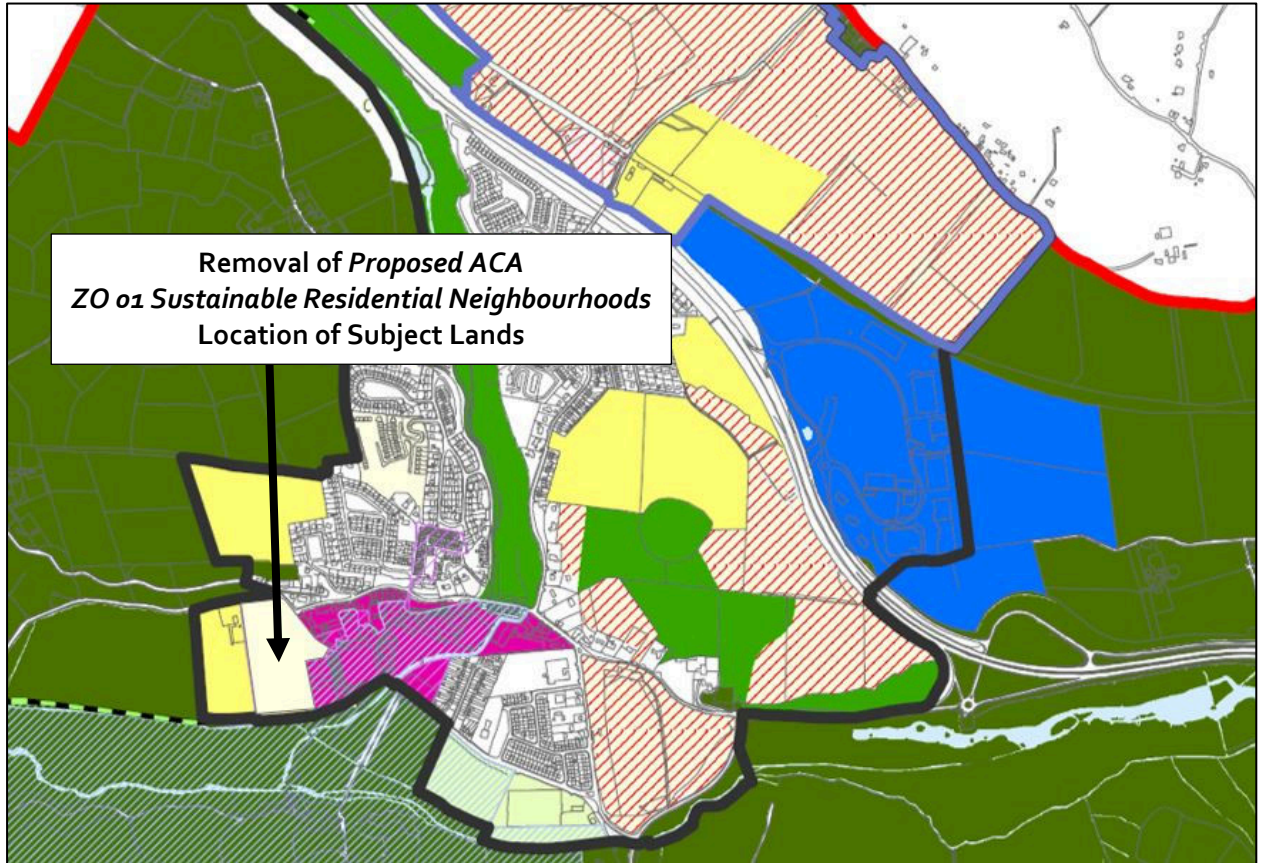 Removal of Proposed ACA
ZO 01 Sustainable Residential Neighbourhoods
Location of Subject Lands